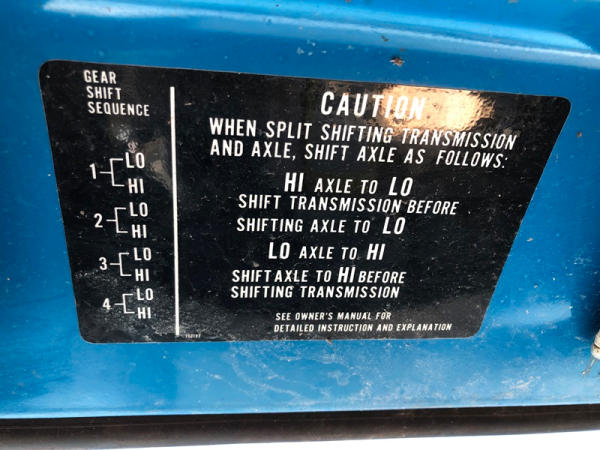 GEAR
SHIFT
SEQUENCE
1 LO
HI
2 LO
HI
3 LO
HI
4 LO
HI
CAUTION
WHEN SPLIT SHIFTING TRANSMISSION
AND AXLE, SHIFT AXLE AS FOLLOWS:
HI AXLE TO LO
SHIFT TRANSMISSION BEFORE
SHIFTING AXLE TO LO
LO AXLE TO HI
SHIFT AXLE TO HI BEFORE
SHIFTING TRANSMISSION
SEE OWNER'S MANUAL FOR
DETAILED INSTRUCTION AND EXPLANATION